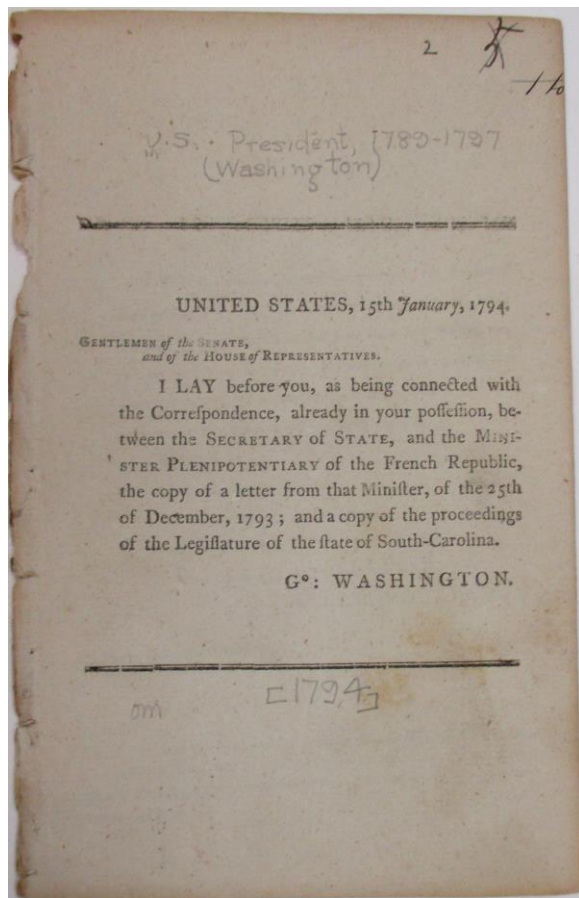 2
U.S. President, 1789-1797
(Washington)
UNITED STATES, 15th January, 1794.
GENTLEMEN of the SENATE,
and of the HOUSE of REPRESENTATIVES.
I LAY before you, as being connected with
the Correſpondence, already in your poſſeſſion, be-
tween the SECRETARY of STATE, and the MINI-
STER PLENIPOTENTIARY of the French Republic,
the copy of a letter from that Miniſter, of the 25th
of December, 1793 ; and a copy of the proceedings
of the Legiſlature of the ſtate of South-Carolina.
Gº: WASHINGTON.
[1794]
om